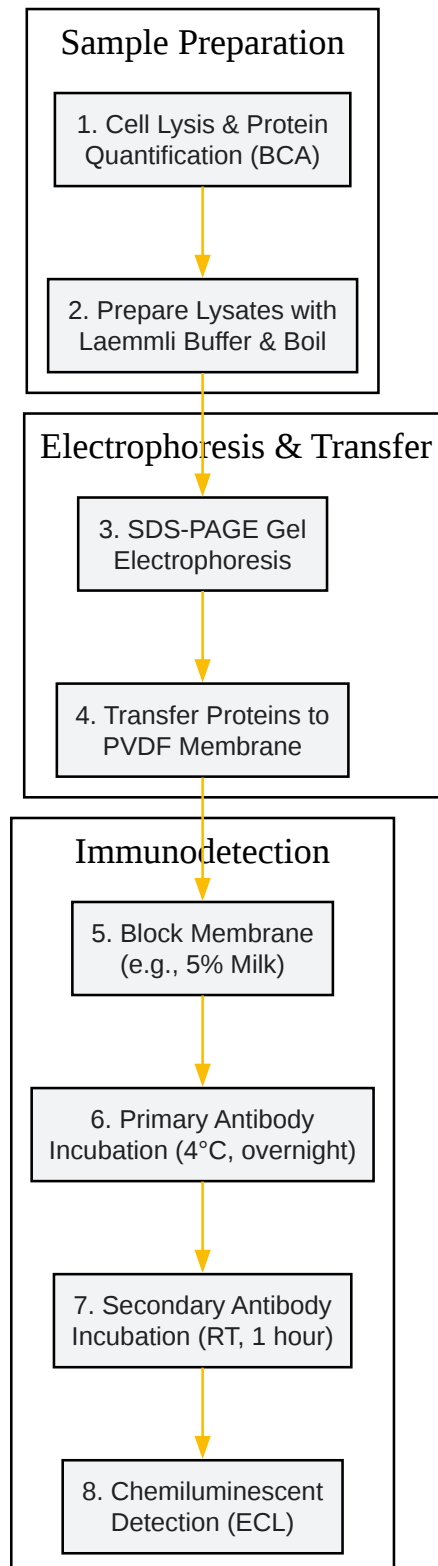 Sample Preparation
1. Cell Lysis & Protein
Quantification (BCA)
2. Prepare Lysates with
Laemmli Buffer & Boil
Electrophoresis & Transfer
3. SDS-PAGE Gel
Electrophoresis
4. Transfer Proteins to
PVDF Membrane
Immunodetection
5. Block Membrane
(e.g., 5% Milk)
6. Primary Antibody
Incubation (4°C, overnight)
7. Secondary Antibody
Incubation (RT, 1 hour)
8. Chemiluminescent
Detection (ECL)